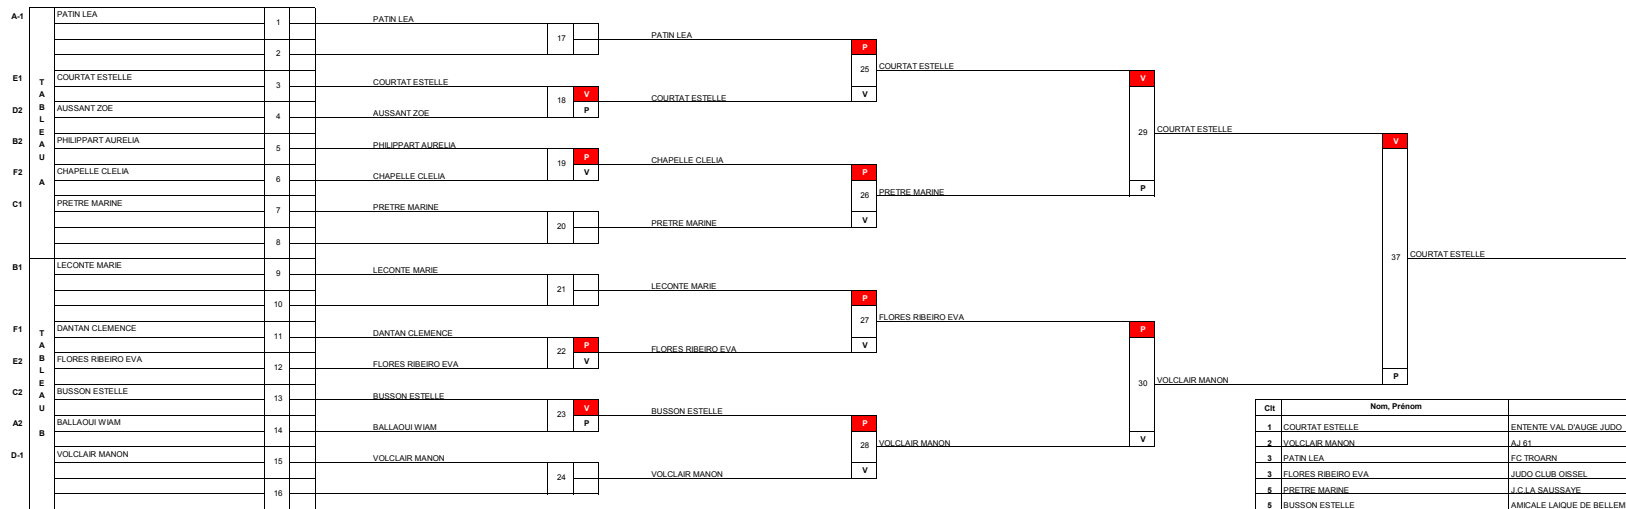 A-1 PATIN LEA 1 PATIN LEA
17 PATIN LEA P
2
25 COURTAT ESTELLE
E1 COURTAT ESTELLE 3 COURTAT ESTELLE V
18 V COURTAT ESTELLE V
D2 AUSSANT ZOE 4 AUSSANT ZOE P
29 COURTAT ESTELLE
B2 PHILIPPART AURELIA 5 PHILIPPART AURELIA V
19 P CHAPELLE CLELIA P
F2 CHAPELLE CLELIA 6 CHAPELLE CLELIA V
26 PRETRE MARINE P
C1 PRETRE MARINE 7 PRETRE MARINE
20 PRETRE MARINE V
8
TABLEAU A
37 COURTAT ESTELLE
B1 LECONTE MARIE 9 LECONTE MARIE
21 LECONTE MARIE P
10
27 FLORES RIBEIRO EVA
F1 DANTAN CLEMENCE 11 DANTAN CLEMENCE P
22 P FLORES RIBEIRO EVA V
E2 FLORES RIBEIRO EVA 12 FLORES RIBEIRO EVA V
30 VOLCLAIR MANON P
C2 BUSSON ESTELLE 13 BUSSON ESTELLE
23 V BUSSON ESTELLE P
A2 BALLAOUI WIAM 14 BALLAOUI WIAM P
28 VOLCLAIR MANON V
D-1 VOLCLAIR MANON 15 VOLCLAIR MANON
24 VOLCLAIR MANON V
16
TABLEAU B
Clt Nom, Prénom
1 COURTAT ESTELLE ENTENTE VAL D'AUGE JUDO
2 VOLCLAIR MANON AJ 61
3 PATIN LEA FC TROARN
3 FLORES RIBEIRO EVA JUDO CLUB OISSEL
5 PRETRE MARINE J.C.LA SAUSSAYE
5 BUSSON ESTELLE AMICALE LAIQUE DE BELLEM